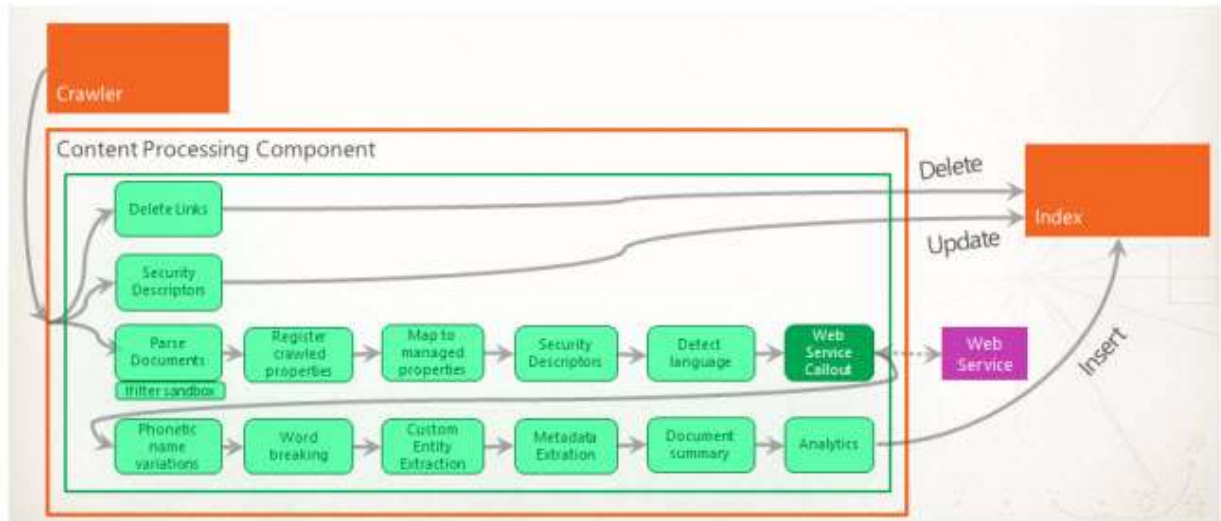 Crawler
Content Processing Component
Delete Links
Delete
Index
Security
Descriptors
Update
Parse
Documents
Ifilter sandbox
Register
crawled
properties
Map to
managed
properties
Security
Descriptors
Detect
language
Web
Service
Callout
Web
Service
Insert
Phonetic
name
variations
Word
breaking
Custom
Entity
Extraction
Metadata
Extration
Document
summary
Analytics